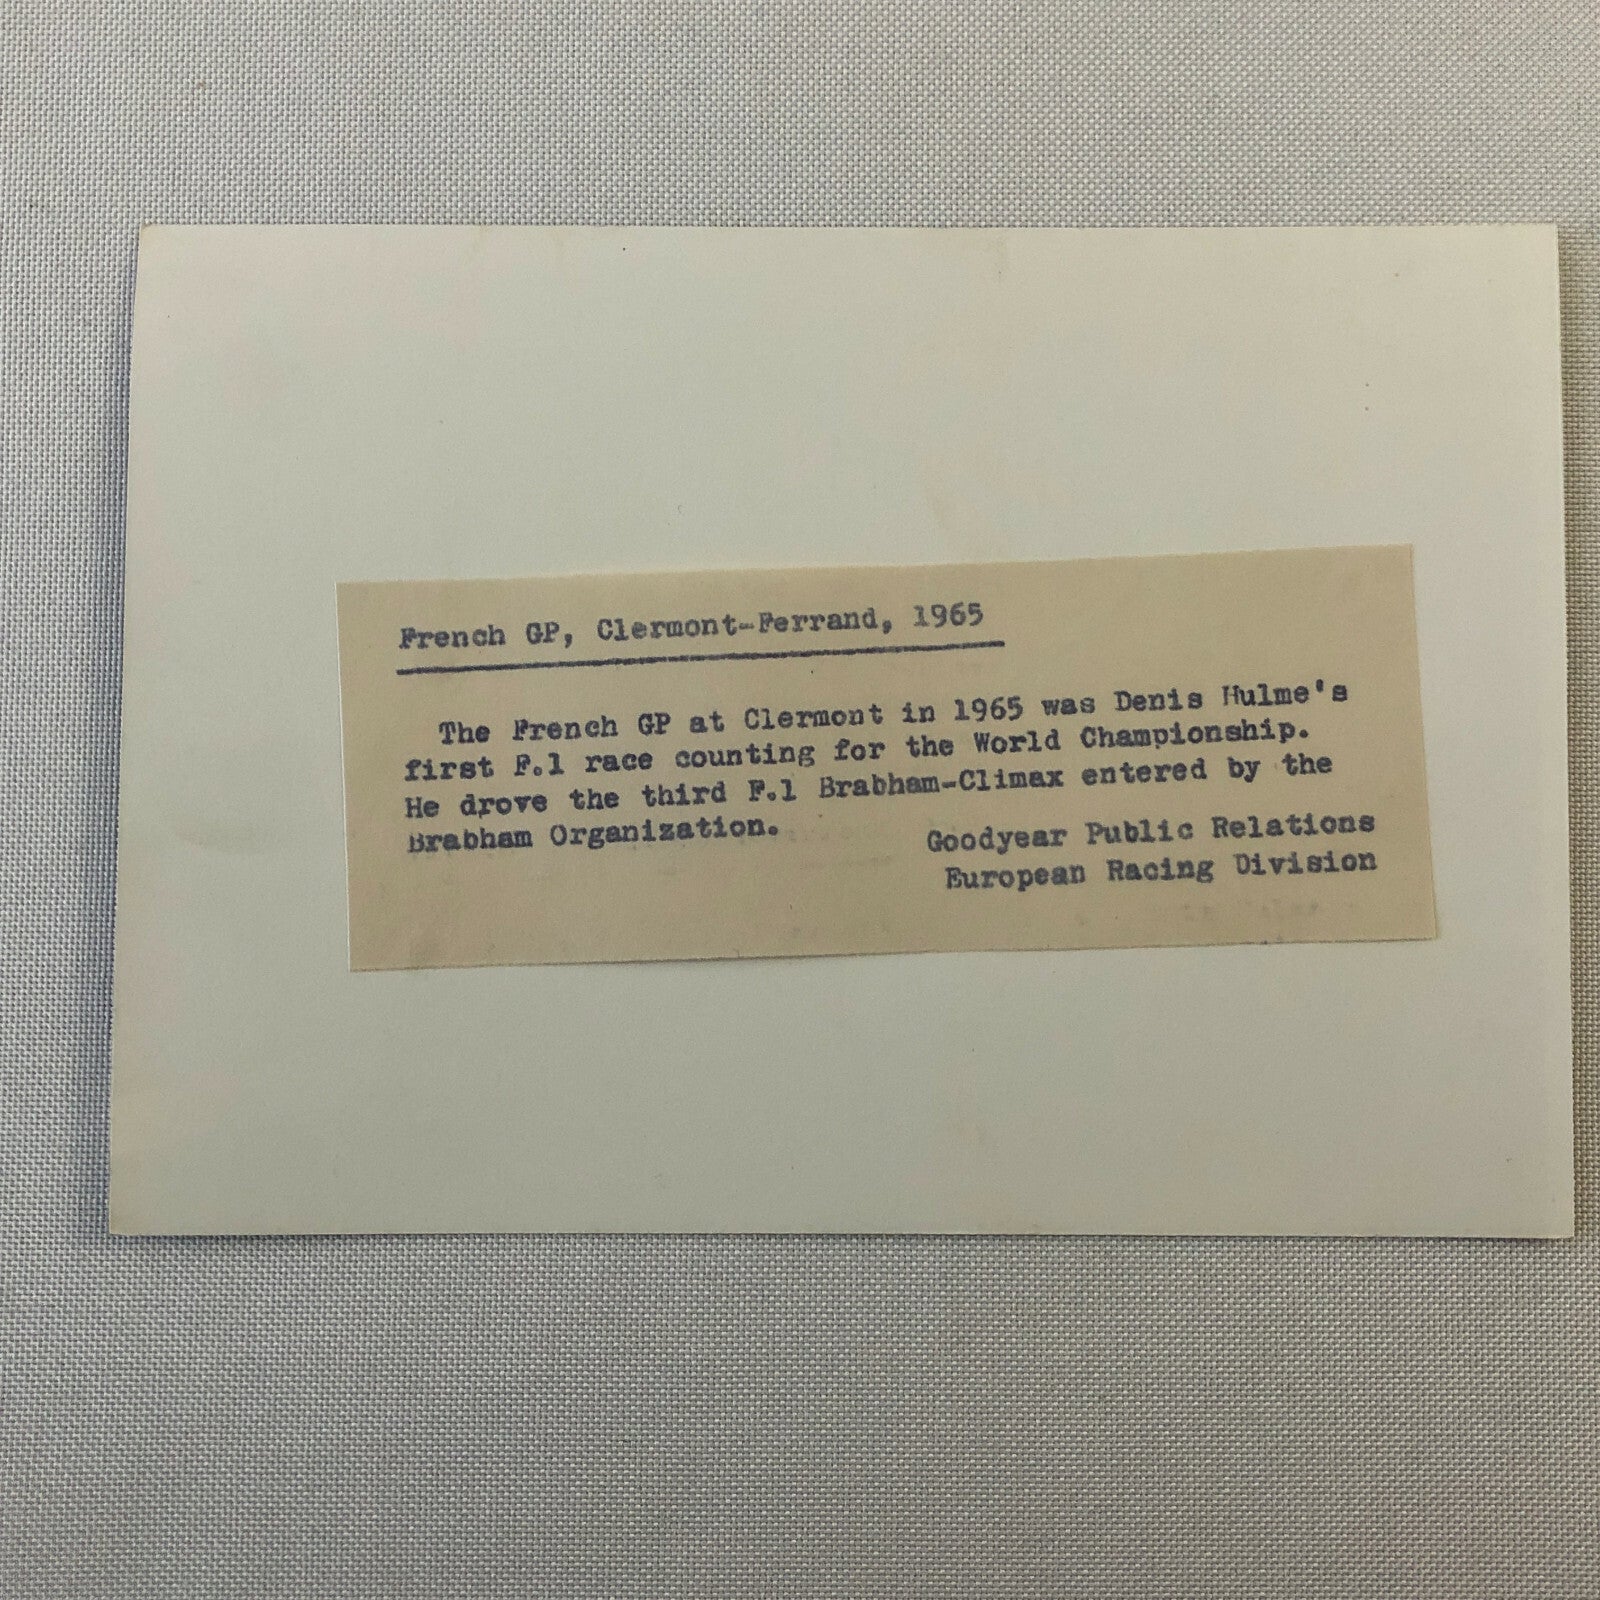 French GP, Clermont-Ferrand, 1965
The French GP at Clermont in 1965 was Denis Hulme's
first F.1 race counting for the World Championship.
He drove the third F.1 Brabham-Climax entered by the
Brabham Organization.
Goodyear Public Relations
European Racing Division